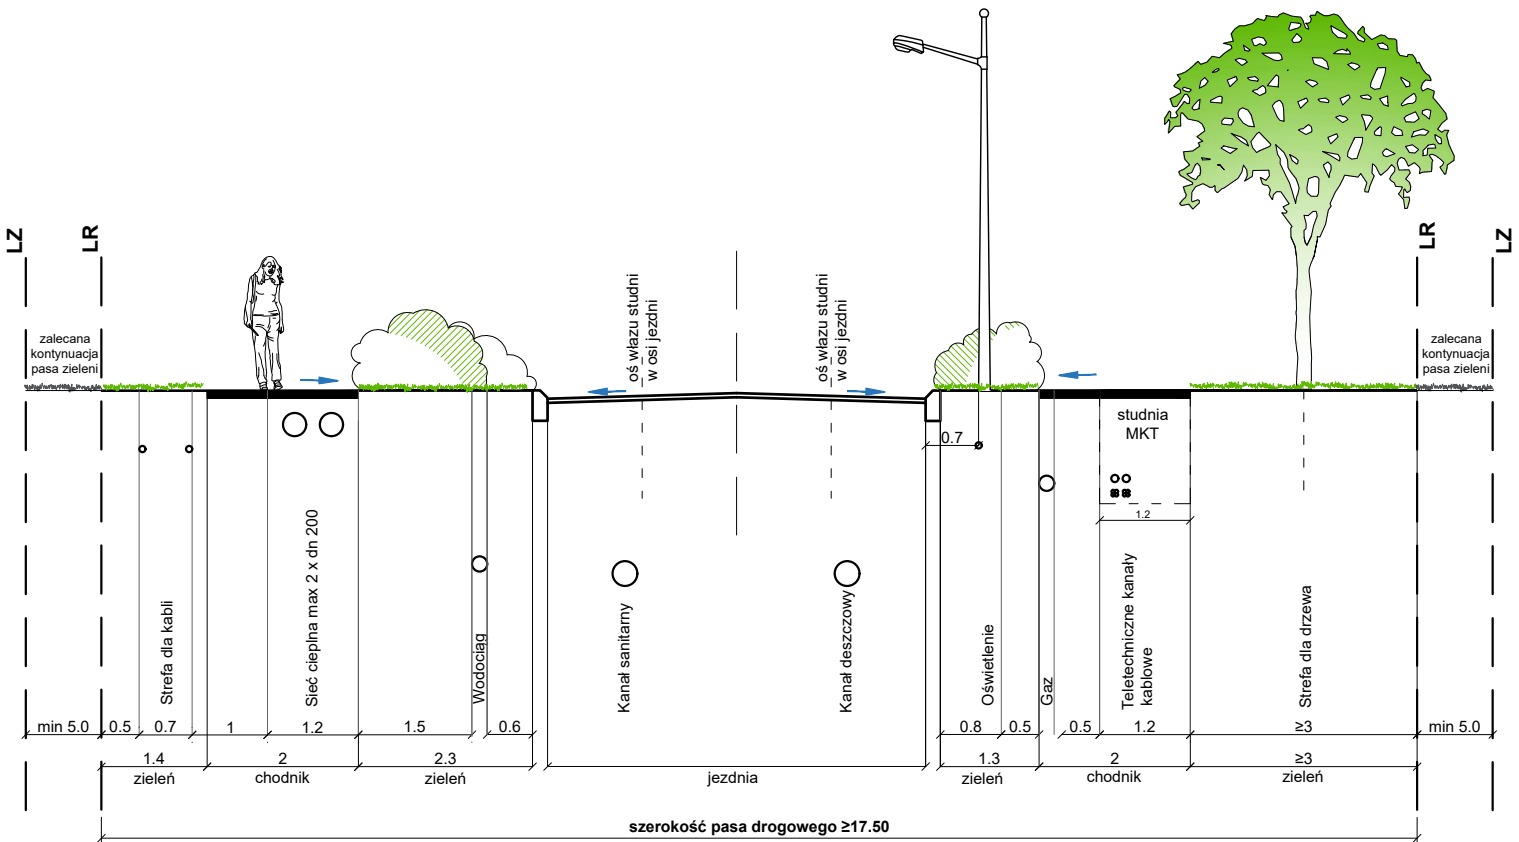 LZ
LR
LR
LZ
zalecana
kontynuacja
pasa zieleni
oś włazu studni
w osi jezdni
oś włazu studni
w osi jezdni
zalecana
kontynuacja
pasa zieleni
studnia
MKT
0.7
1.2
Strefa dla kabli
Sieć cieplna max 2 x dn 200
Wodociąg
Kanał sanitarny
Kanał deszczowy
Oświetlenie
Gaz
Teletechniczne kanały
kablowe
Strefa dla drzewa
min 5.0
0.5
0.7
1
1.2
1.5
0.6
0.8
0.5
0.5
1.2
≥3
min 5.0
1.4
2
2.3
1.3
2
≥3
zieleń
chodnik
zieleń
jezdnia
zieleń
chodnik
zieleń
szerokość pasa drogowego ≥17.50